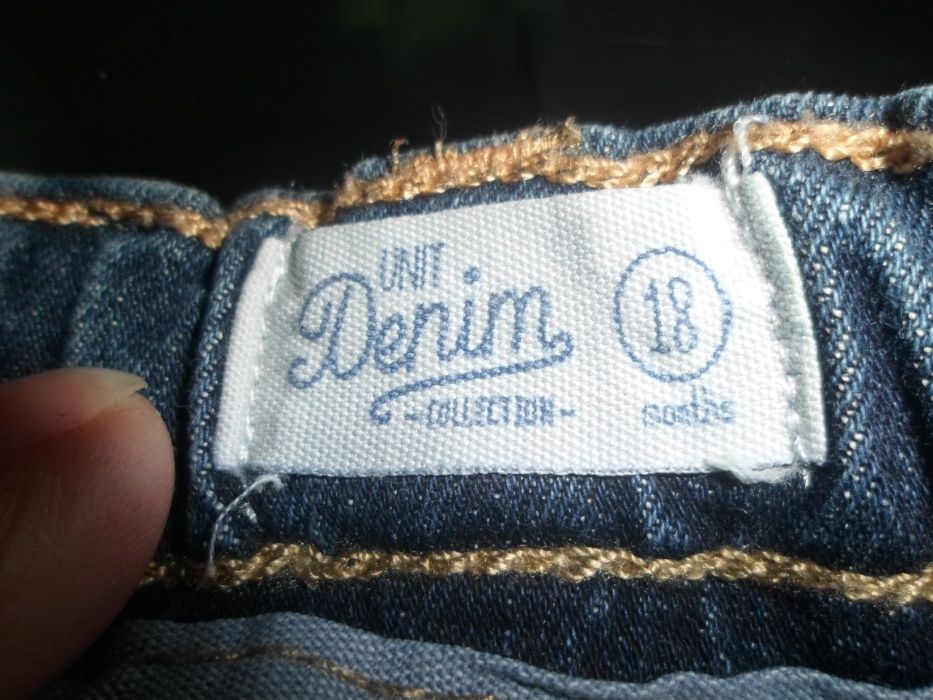 UNIT
Denim
-COLLECTION-
18
months